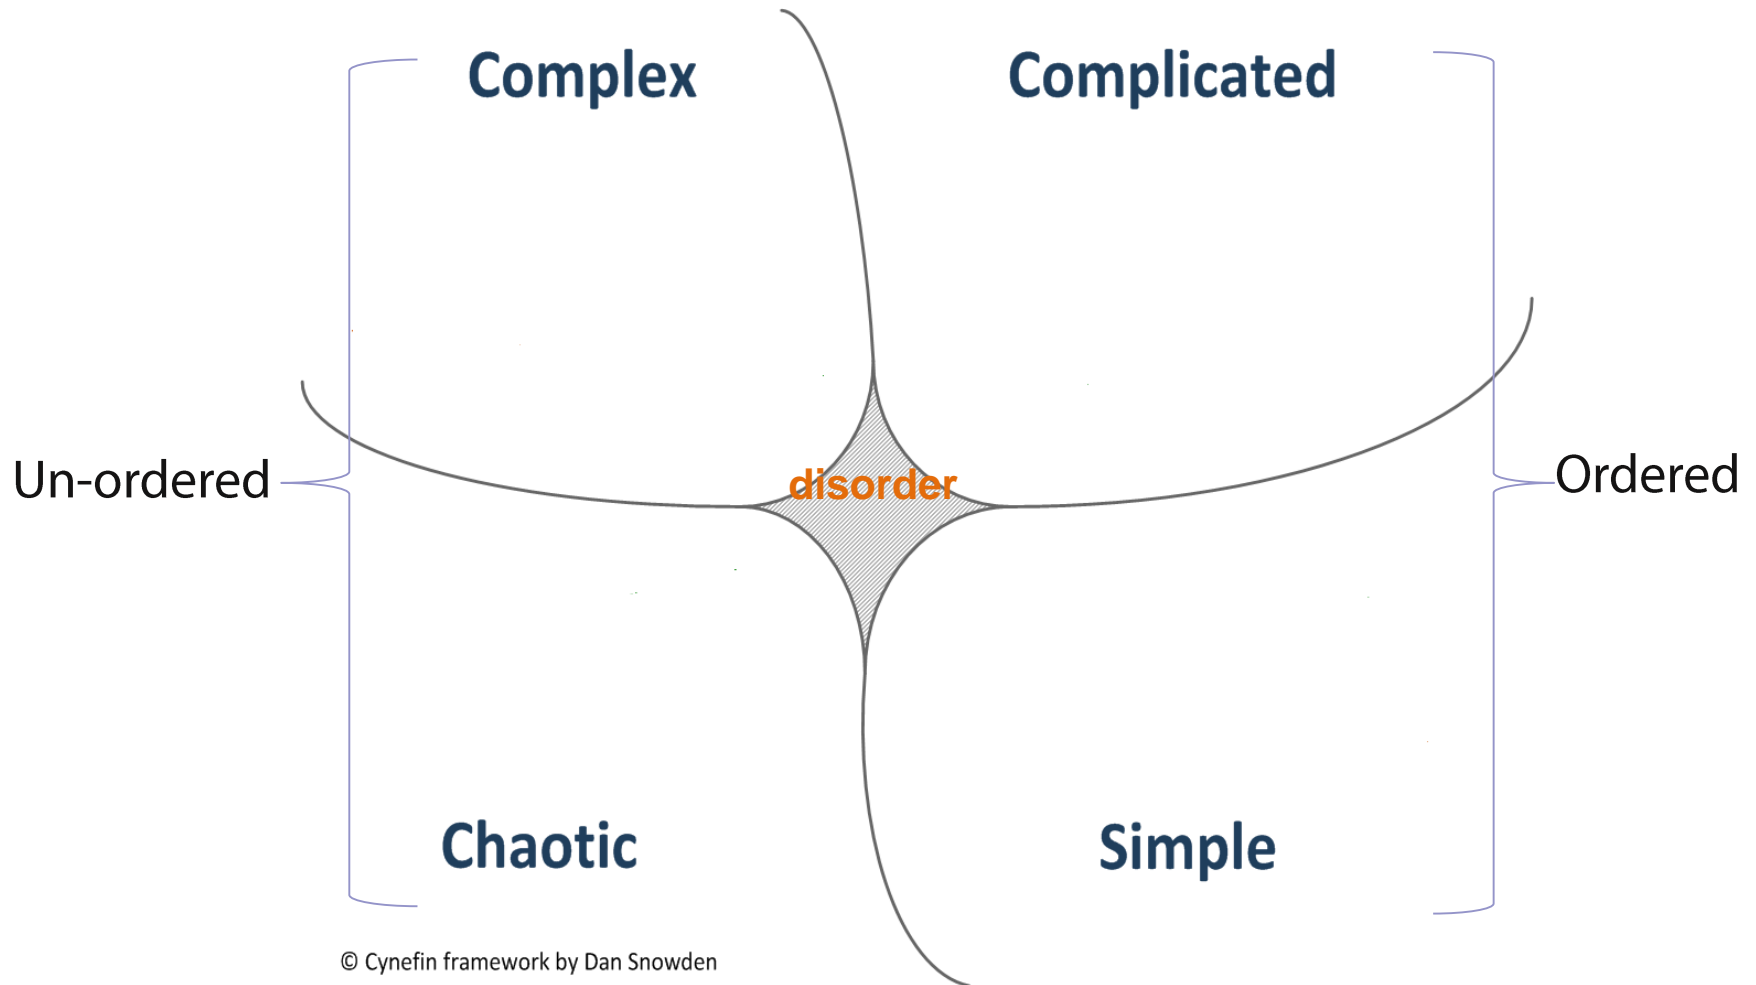 Complex
Complicated
Un-ordered
disorder
Ordered
Chaotic
Simple
© Cynefin framework by Dan Snowden